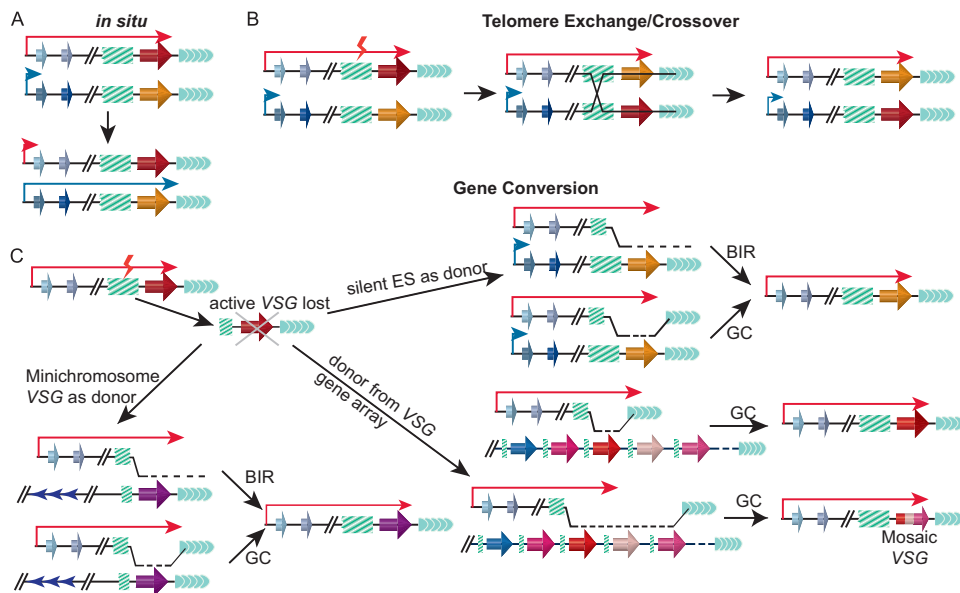 A
in situ
B
Telomere Exchange/Crossover
Gene Conversion
C
active VSG lost
silent ES as donor
BIR
GC
Minichromosome
VSG as donor
donor from VSG
gene array
BIR
GC
GC
GC
Mosaic
VSG